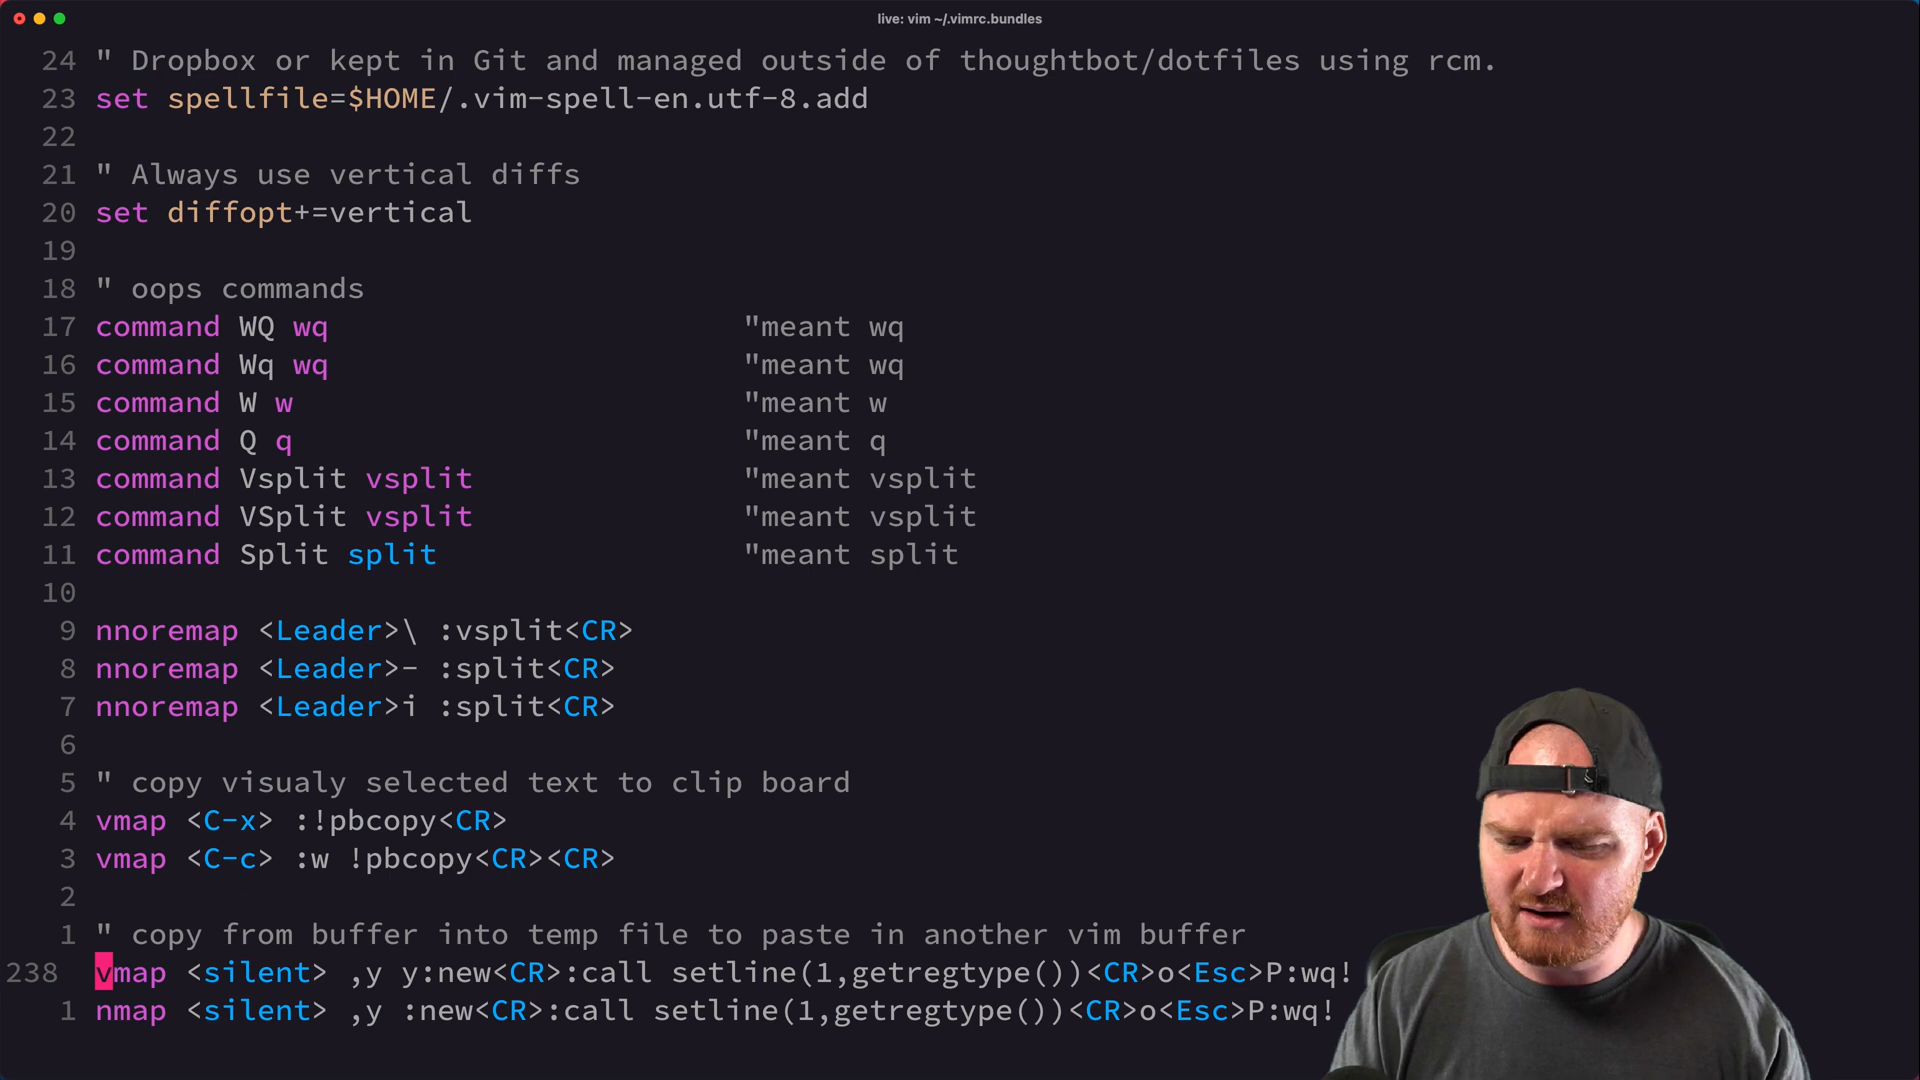 live: vim ~/.vimrc.bundles
24 " Dropbox or kept in Git and managed outside of thoughtbot/dotfiles using rcm.
23 set spellfile=$HOME/.vim-spell-en.utf-8.add
22
21 " Always use vertical diffs
20 set diffopt+=vertical
19
18 " oops commands
17 command WQ wq "meant wq
16 command Wq wq "meant wq
15 command W w "meant w
14 command Q q "meant q
13 command Vsplit vsplit "meant vsplit
12 command VSplit vsplit "meant vsplit
11 command Split split "meant split
10
9 nnoremap <Leader>\ :vsplit<CR>
8 nnoremap <Leader>- :split<CR>
7 nnoremap <Leader>i :split<CR>
6
5 " copy visualy selected text to clip board
4 vmap <C-x> :!pbcopy<CR>
3 vmap <C-c> :w !pbcopy<CR><CR>
2
1 " copy from buffer into temp file to paste in another vim buffer
238 vmap <silent> ,y y:new<CR>:call setline(1,getregtype())<CR>o<Esc>P:wq!
1 nmap <silent> ,y :new<CR>:call setline(1,getregtype())<CR>o<Esc>P:wq!